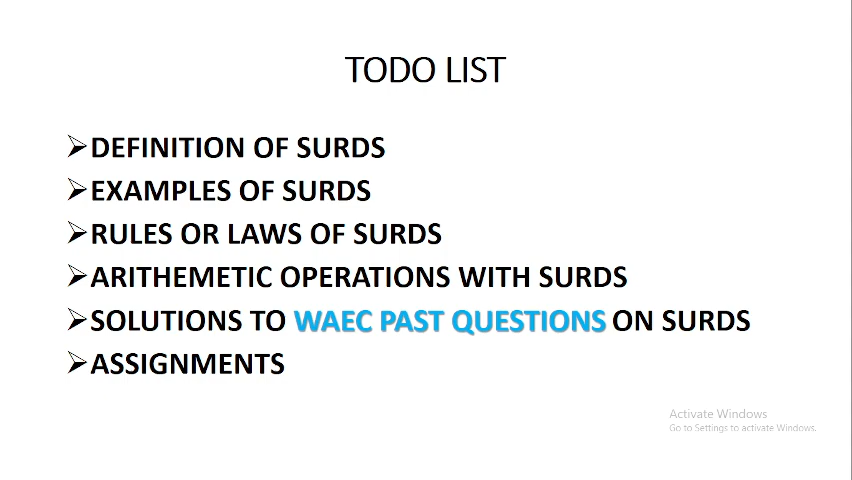 TODO LIST
DEFINITION OF SURDS
EXAMPLES OF SURDS
RULES OR LAWS OF SURDS
ARITHEMETIC OPERATIONS WITH SURDS
SOLUTIONS TO WAEC PAST QUESTIONS ON SURDS
ASSIGNMENTS
Activate Windows
Go to Settings to activate Windows.